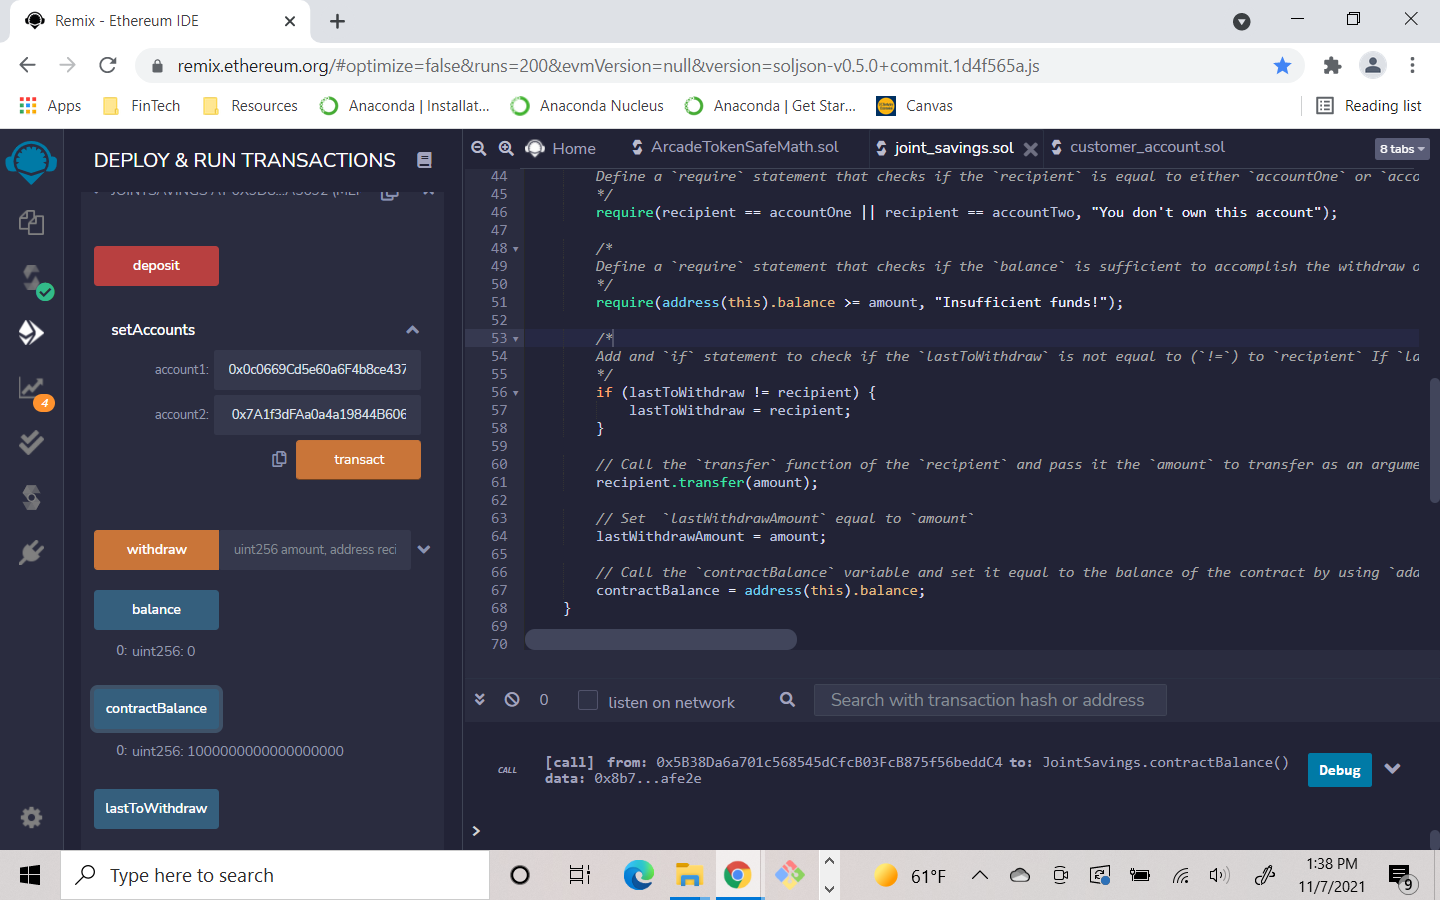 Remix - Ethereum IDE
remix.ethereum.org/#optimize=false&runs=200&evmVersion=null&version=soljson-v0.5.0+commit.1d4f565a.js
Apps FinTech Resources Anaconda | Installat... Anaconda Nucleus Anaconda | Get Star... Canvas Reading list
DEPLOY & RUN TRANSACTIONS
deposit
setAccounts
account1: 0x0c0669Cd5e60a6F4b8ce437
account2: 0x7A1f3dFAa0a4a19844B606
transact
withdraw uint256 amount, address reci
balance
0: uint256: 0
contractBalance
0: uint256: 1000000000000000000
lastToWithdraw
4
Home ArcadeTokenSafeMath.sol joint_savings.sol customer_account.sol 8 tabs
44 Define a `require` statement that checks if the `recipient` is equal to either `accountOne` or `acco
45 */
46 require(recipient == accountOne || recipient == accountTwo, "You don't own this account");
47
48 /*
49 Define a `require` statement that checks if the `balance` is sufficient to accomplish the withdraw o
50 */
51 require(address(this).balance >= amount, "Insufficient funds!");
52
53 /*
54 Add and `if` statement to check if the `lastToWithdraw` is not equal to (`!=`) to `recipient` If `la
55 */
56 if (lastToWithdraw != recipient) {
57 lastToWithdraw = recipient;
58 }
59
60 // Call the `transfer` function of the `recipient` and pass it the `amount` to transfer as an argume
61 recipient.transfer(amount);
62
63 // Set  `lastWithdrawAmount` equal to `amount`
64 lastWithdrawAmount = amount;
65
66 // Call the `contractBalance` variable and set it equal to the balance of the contract by using `ada
67 contractBalance = address(this).balance;
68 }
69
70
0 listen on network Search with transaction hash or address
CALL [call] from: 0x5B38Da6a701c568545dCfcB03FcB875f56beddC4 to: JointSavings.contractBalance()
data: 0x8b7...afe2e
Debug
>
Type here to search
61°F
1:38 PM
11/7/2021
9